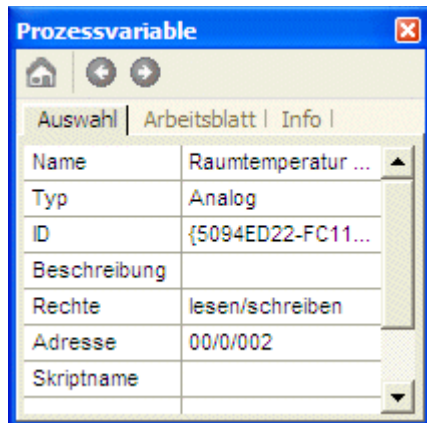 Prozessvariable
Auswahl Arbeitsblatt Info
Name Raumtemperatur ...
Typ Analog
ID {5094ED22-FC11...
Beschreibung
Rechte lesen/schreiben
Adresse 00/0/002
Skriptname